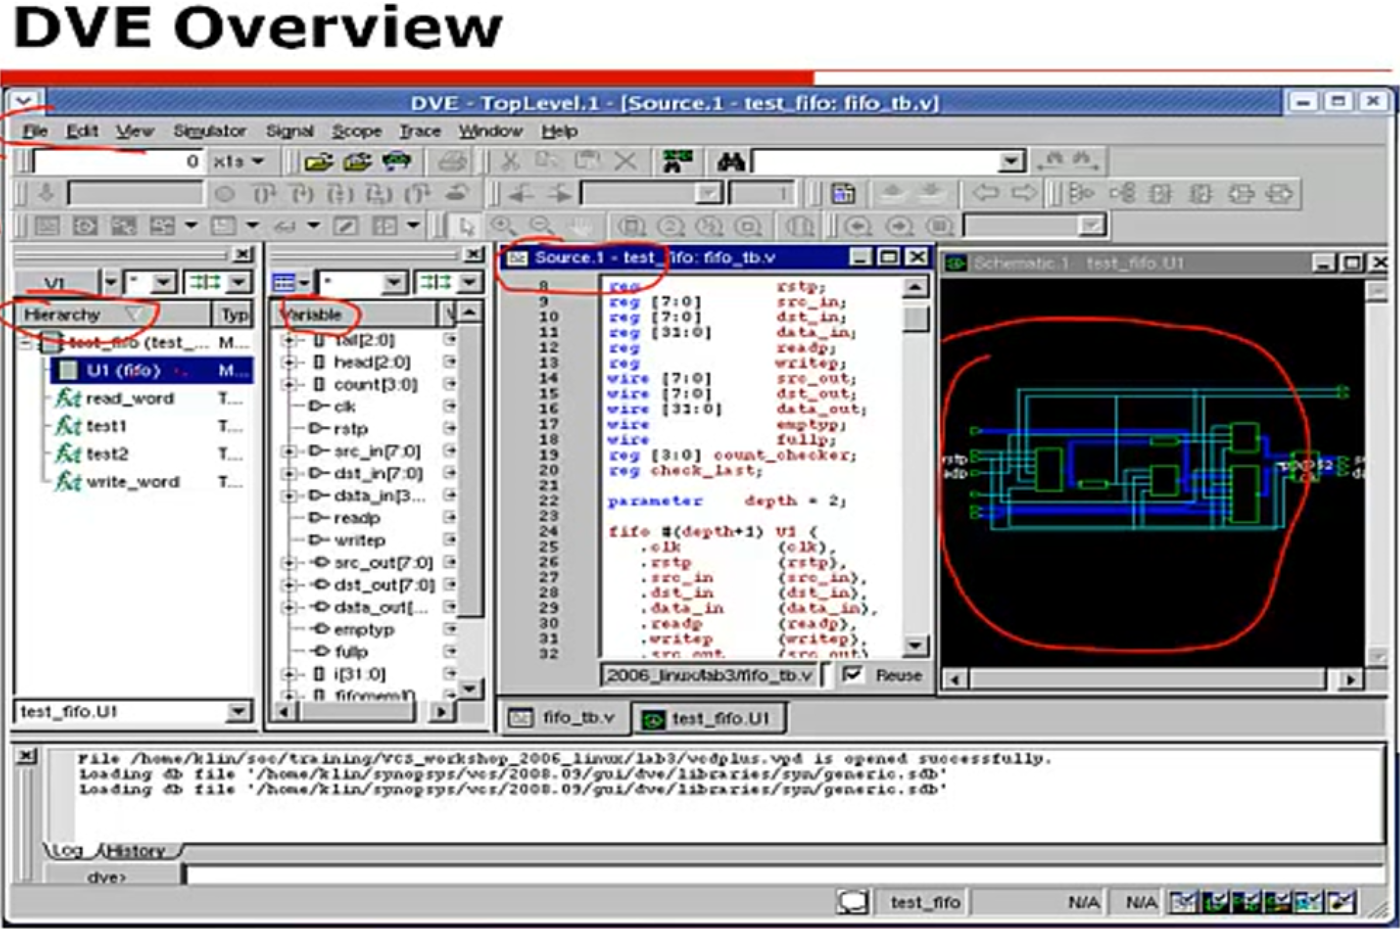 DVE Overview
DVE - TopLevel.1 - [Source.1 - test_fifo: fifo_tb.v]
File Edit View Simulator Signal Scope Trace Window Help
0 x1s
1
V1 * *
Source.1 - test_fifo: fifo_tb.v
Schematic.1 test_fifo.U1
Hierarchy Typ
Variable
test_fifo (test_... M...
U1 (fifo) M...
read_word T...
test1 T...
test2 T...
write_word T...
test_fifo.U1
tail[2:0]
head[2:0]
count[3:0]
clk
rstp
src_in[7:0]
dst_in[7:0]
data_in[3...
readp
writep
src_out[7:0]
dst_out[7:0]
data_out[...
emptyp
fullp
i[31:0]
8 reg rstp;
9 reg [7:0] src_in;
10 reg [7:0] dst_in;
11 reg [31:0] data_in;
12 reg readp;
13 reg writep;
14 wire [7:0] src_out;
15 wire [7:0] dst_out;
16 wire [31:0] data_out;
17 wire emptyp;
18 wire fullp;
19 reg [3:0] count_checker;
20 reg check_last;
21
22 parameter depth = 2;
23
24 fifo #(depth+1) U1 (
25 .clk (clk),
26 .rstp (rstp),
27 .src_in (src_in),
28 .dst_in (dst_in),
29 .data_in (data_in),
30 .readp (readp),
31 .writep (writep),
32 .src_out (src_out)
2006_linux/lab3/fifo_tb.v Reuse
fifo_tb.v test_fifo.U1
File /home/klin/soc/training/VCS_workshop_2006_linux/lab3/vcdplus.vpd is opened successfully.
Loading db file '/home/klin/synopsys/vcs/2008.09/gui/dve/libraries/syn/generic.sdb'
Loading db file '/home/klin/synopsys/vcs/2008.09/gui/dve/libraries/syn/generic.sdb'
Log History
dve>
test_fifo N/A N/A